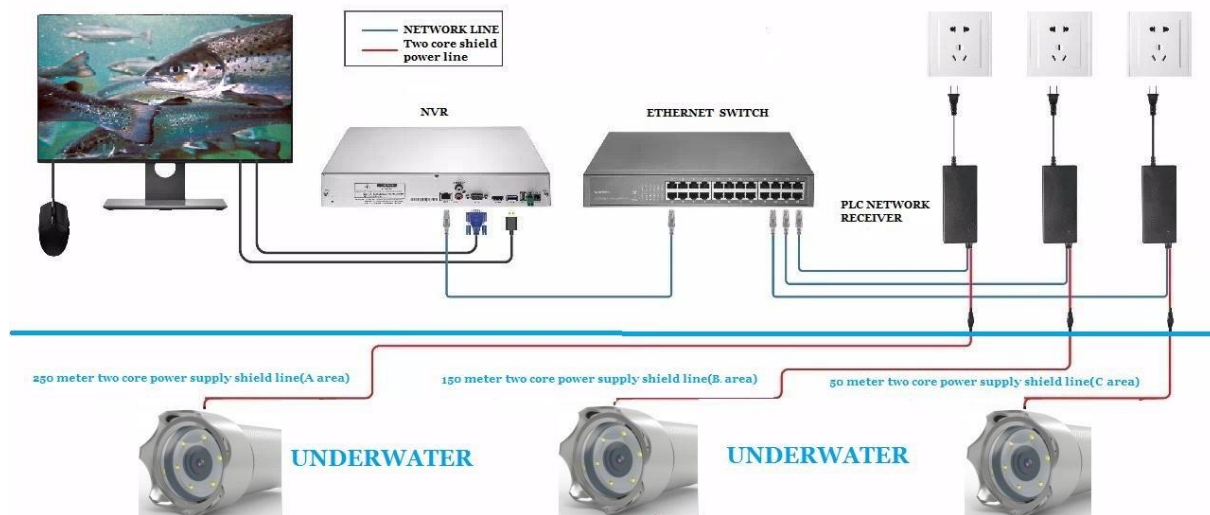 NETWORK LINE
Two core shield
power line
NVR
ETHERNET SWITCH
PLC NETWORK
RECEIVER
250 meter two core power supply shield line(A area)
150 meter two core power supply shield line(B area)
50 meter two core power supply shield line(C area)
UNDERWATER
UNDERWATER